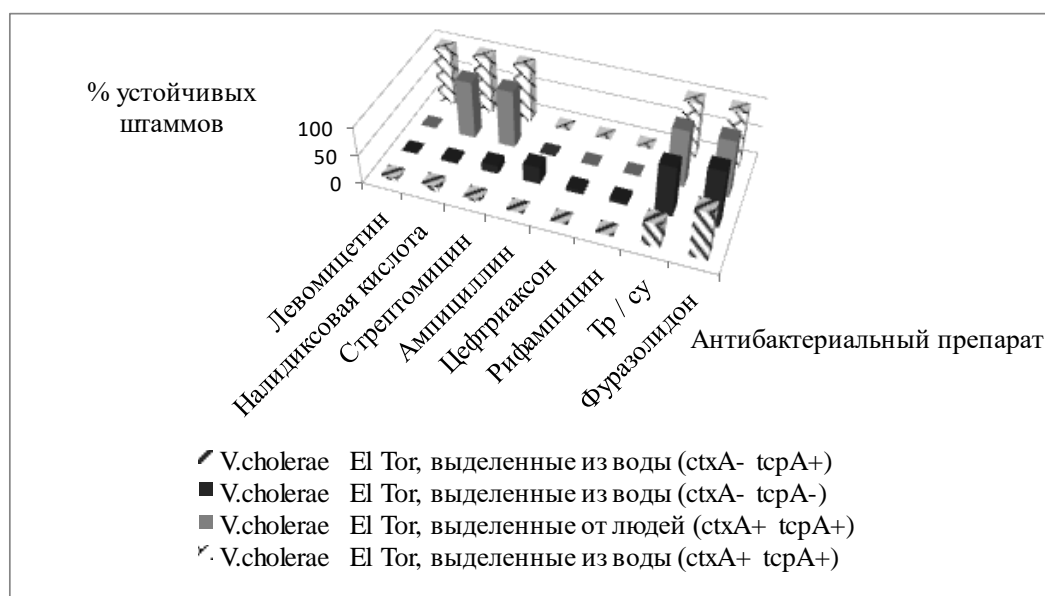 % устойчивых
штаммов
100
50
0
Левомицетин
Налидиксовая кислота
Стрептомицин
Ампициллин
Цефтриаксон
Рифампицин
Тр / су
Фуразолидон
Антибактериальный препарат
V.cholerae El Tor, выделенные из воды (ctxA- tcpA+)
V.cholerae El Tor, выделенные из воды (ctxA- tcpA-)
V.cholerae El Tor, выделенные от людей (ctxA+ tcpA+)
V.cholerae El Tor, выделенные из воды (ctxA+ tcpA+)